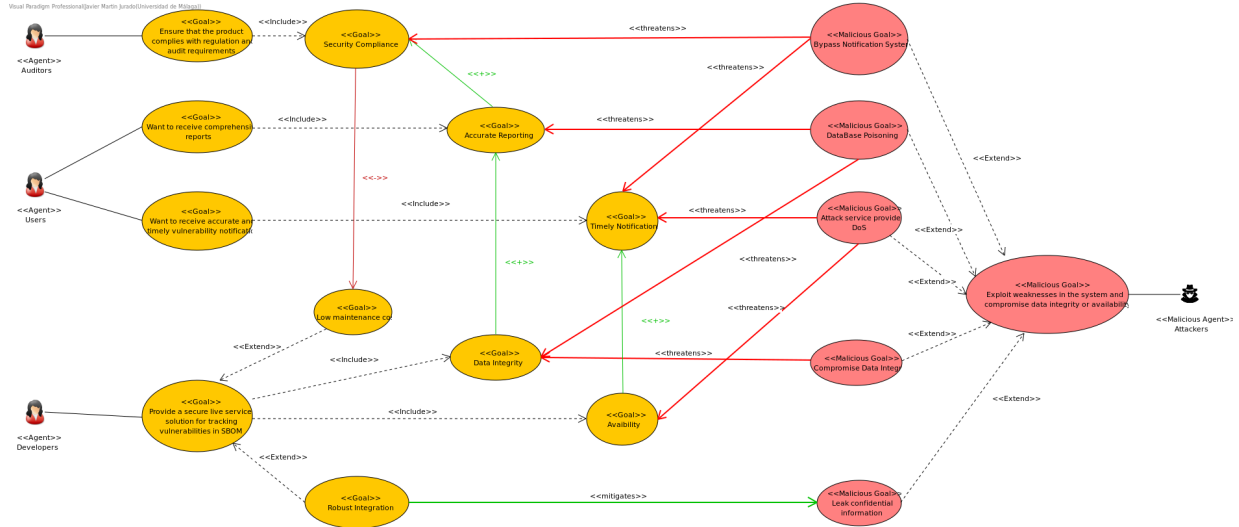 Visual Paradigm Professional(Javier Martin Jurado(Universidad de Málaga))
<<Agent>>
Auditors
<<Goal>>
Ensure that the product
complies with regulation an
audit requirements
<<Include>>
<<Goal>>
Security Compliance
<<threatens>>
<<Malicious Goal>>
Bypass Notification System
<<+>>
<<threatens>>
<<Agent>>
Users
<<Goal>>
Want to receive comprehensi
reports
<<Include>>
<<Goal>>
Accurate Reporting
<<threatens>>
<<Malicious Goal>>
DataBase Poisoning
<<Extend>>
<<->>
<<Goal>>
Want to receive accurate and
timely vulnerability notificati
<<Include>>
<<Goal>>
Timely Notification
<<threatens>>
<<Malicious Goal>>
Attack service provide
DoS
<<Extend>>
<<+>>
<<threatens>>
<<Extend>>
<<Malicious Goal>>
Exploit weaknesses in the system and
compromise data integrity or availabilit
<<Malicious Agent>>
Attackers
<<Goal>>
Low maintenance co
<<+>>
<<threatens>>
<<Extend>>
<<Extend>>
<<Include>>
<<Goal>>
Data Integrity
<<threatens>>
<<Malicious Goal>>
Compromise Data Integr
<<Agent>>
Developers
<<Goal>>
Provide a secure live service
solution for tracking
vulnerabilities in SBOM
<<Include>>
<<Goal>>
Avaibility
<<Extend>>
<<Extend>>
<<Goal>>
Robust Integration
<<mitigates>>
<<Malicious Goal>>
Leak confidential
information